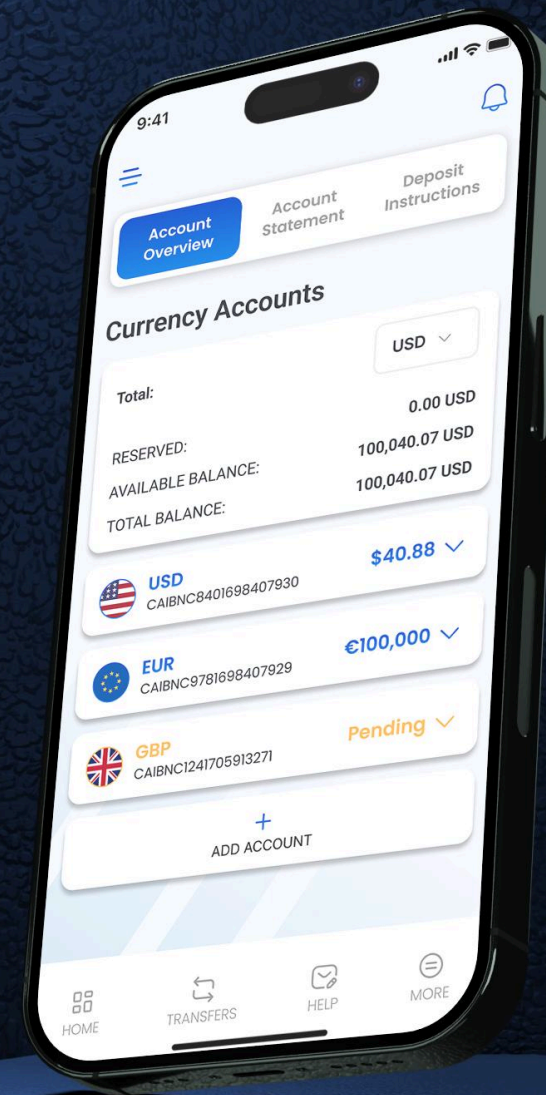 9:41
Account Overview
Account Statement
Deposit Instructions
Currency Accounts
Total:
USD
RESERVED:
0.00 USD
AVAILABLE BALANCE:
100,040.07 USD
TOTAL BALANCE:
100,040.07 USD
USD
CAIBNC8401698407930
$40.88
EUR
CAIBNC9781698407929
€100,000
GBP
CAIBNC1241705913271
Pending
+
ADD ACCOUNT
HOME
TRANSFERS
HELP
MORE